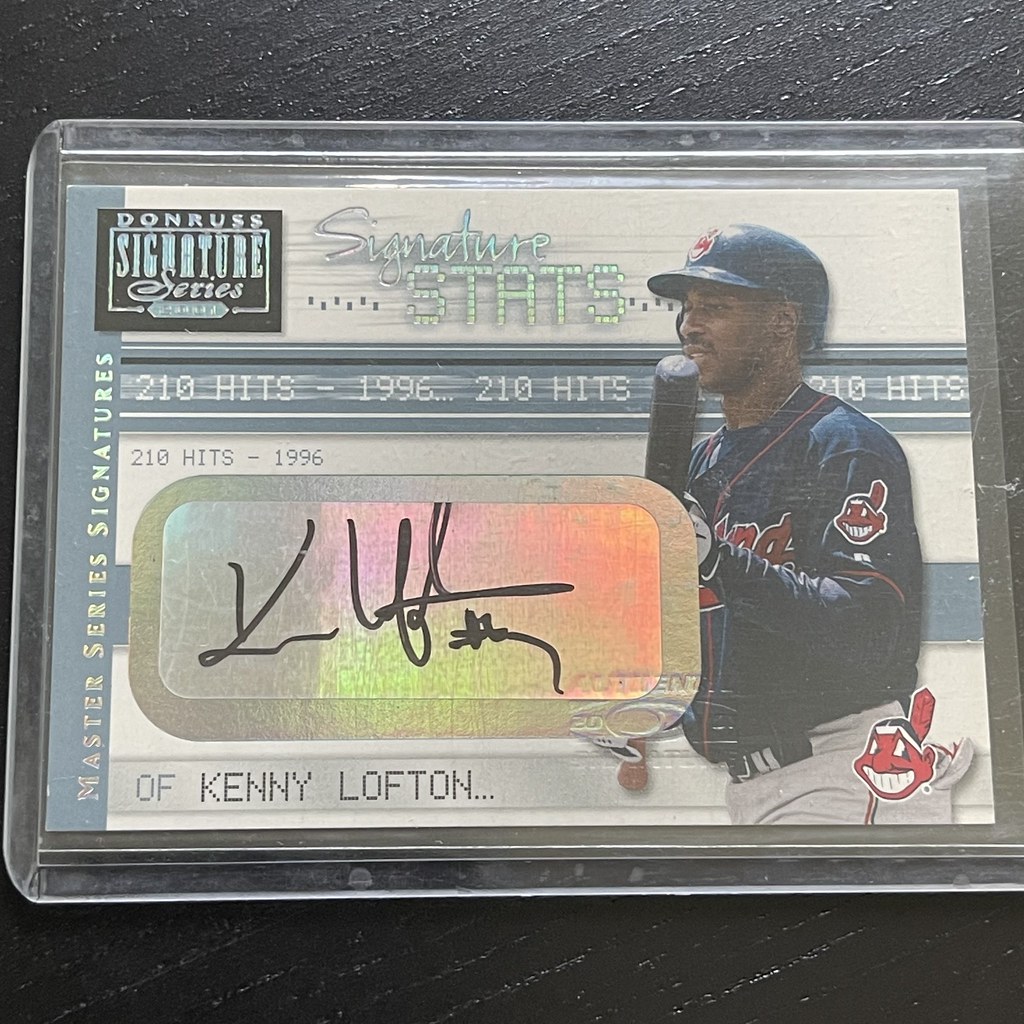 DONRUSS
SIGNATURE
Series
2001
Signature
STATS
MASTER SERIES SIGNATURES
210 HITS - 1996... 210 HITS
210 HITS
210 HITS - 1996
#7
OF KENNY LOFTON...